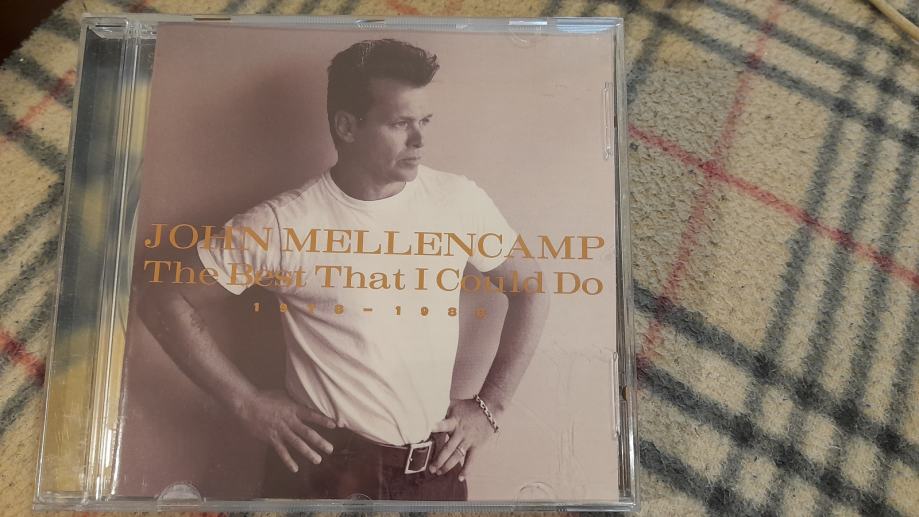 JOHN MELLENCAMP
The Best That I Could Do
1978-1988